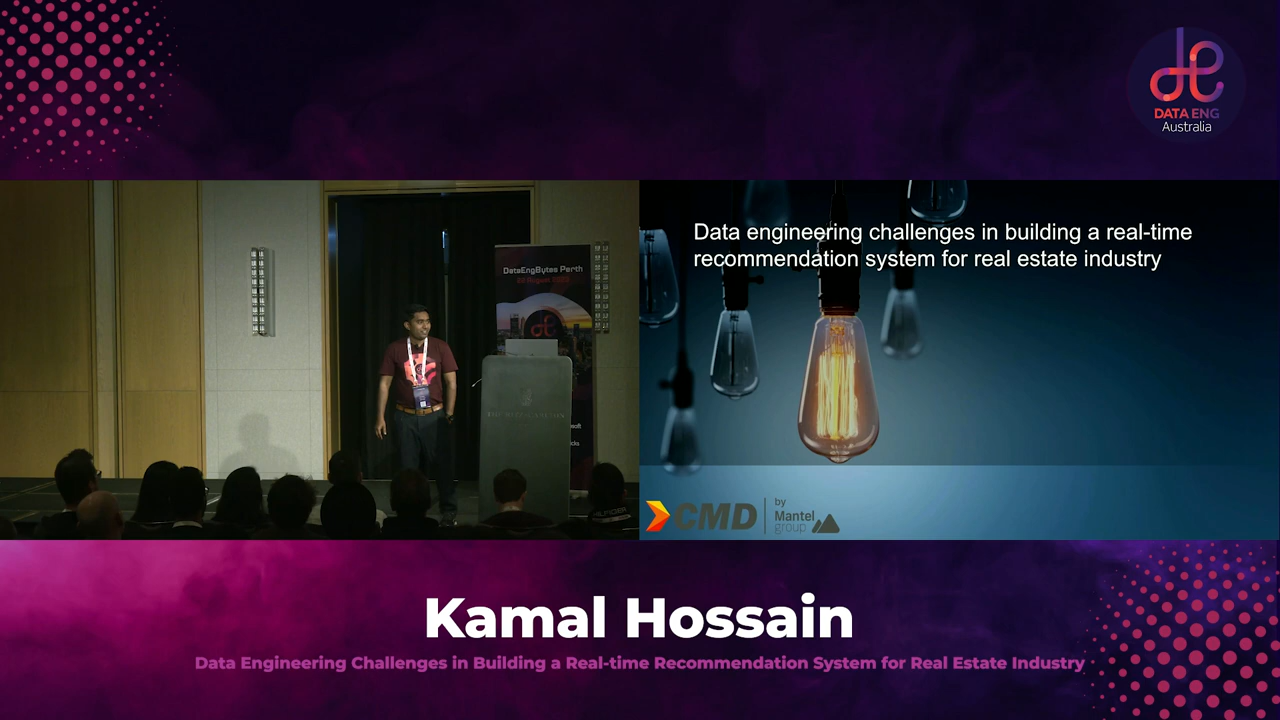 DATA ENG
Australia
DataEngBytes Perth
Data engineering challenges in building a real-time
recommendation system for real estate industry
CMD
by
Mantel
group
Kamal Hossain
Data Engineering Challenges in Building a Real-time Recommendation System for Real Estate Industry